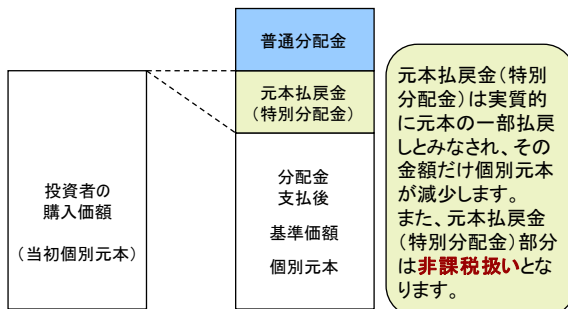 普通分配金
元本払戻金
（特別分配金）
投資者の
購入価額
（当初個別元本）
分配金
支払後
基準価額
個別元本
元本払戻金（特別
分配金）は実質的
に元本の一部払戻
しとみなされ、その
金額だけ個別元本
が減少します。
また、元本払戻金
（特別分配金）部分
は非課税扱いとな
ります。